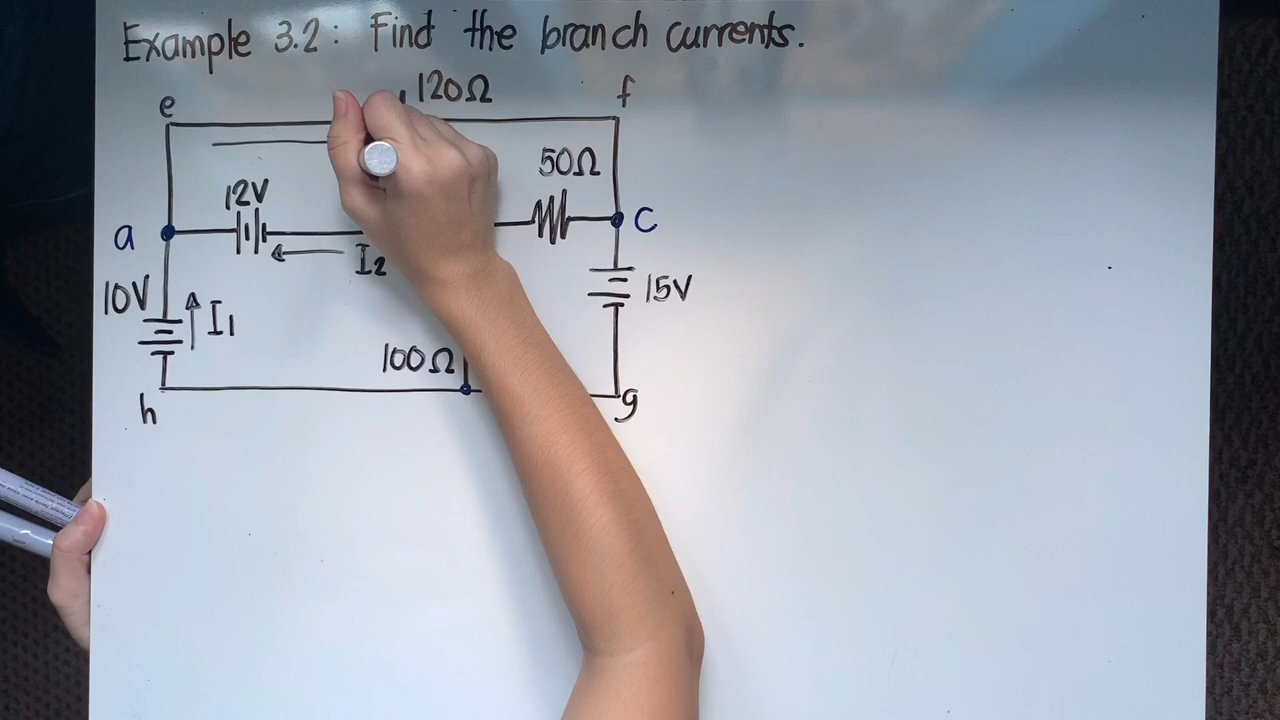 Example 3.2: Find the branch currents.
120Ω
e
f
50Ω
12V
a
c
I2
10V
15V
I1
100Ω
h
g